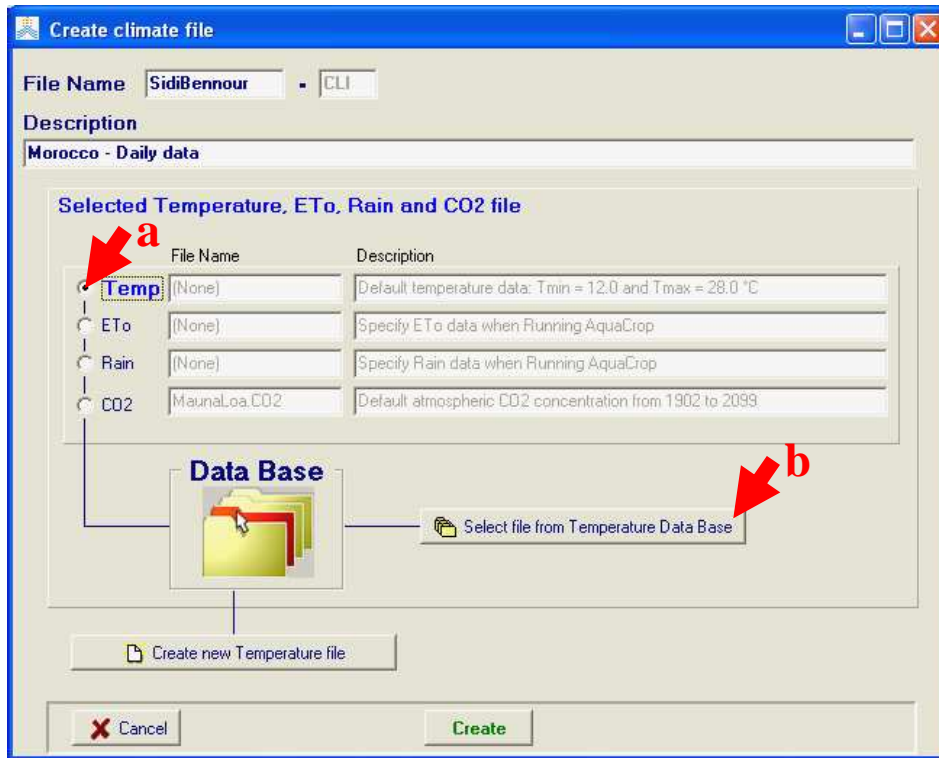 Create climate file
File Name SidiBennour - CLI
Description
Morocco - Daily data
Selected Temperature, ETo, Rain and CO2 file
a
File Name Description
Temp (None) Default temperature data: Tmin = 12.0 and Tmax = 28.0 °C
ETo (None) Specify ETo data when Running AquaCrop
Rain (None) Specify Rain data when Running AquaCrop
CO2 MaunaLoa.CO2 Default atmospheric CO2 concentration from 1902 to 2099
Data Base
b
Select file from Temperature Data Base
Create new Temperature file
Cancel Create